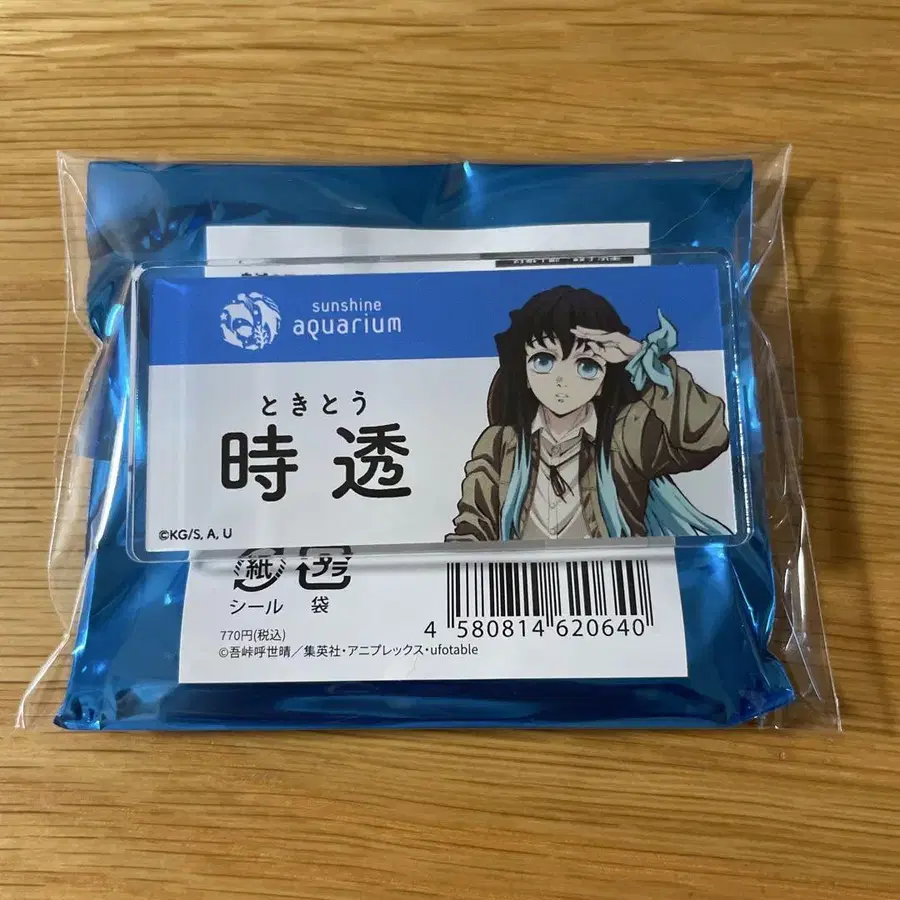 sunshine
aquarium
ときとう
時透
©KG/S, A, U
紙
プラ
シール
袋
770円(税込)
©吾峠呼世晴／集英社・アニプレックス・ufotable
4 580814 620640